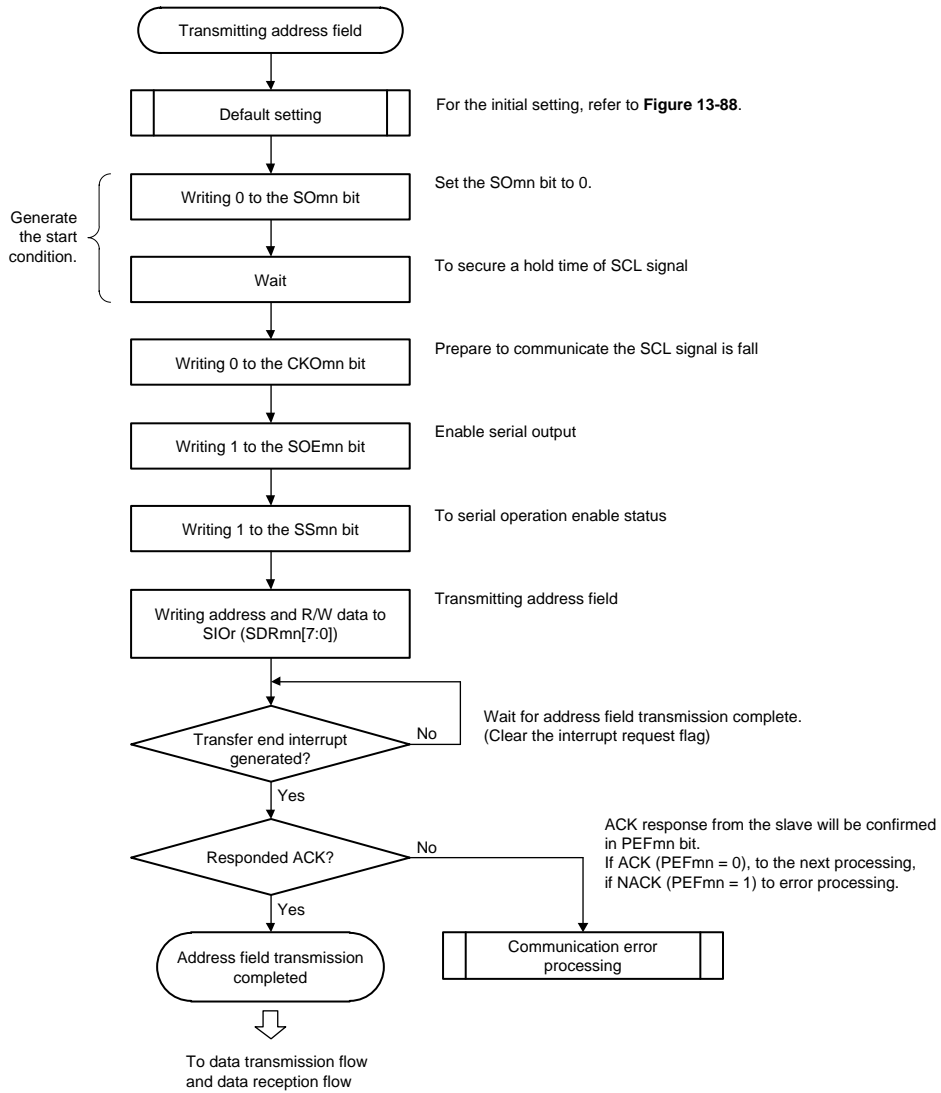 Transmitting address field
Default setting
For the initial setting, refer to Figure 13-88.
Generate
the start
condition.
Writing 0 to the SOmn bit
Set the SOmn bit to 0.
Wait
To secure a hold time of SCL signal
Writing 0 to the CKOmn bit
Prepare to communicate the SCL signal is fall
Writing 1 to the SOEmn bit
Enable serial output
Writing 1 to the SSmn bit
To serial operation enable status
Writing address and R/W data to
SIOr (SDRmn[7:0])
Transmitting address field
Transfer end interrupt
generated?
No
Wait for address field transmission complete.
(Clear the interrupt request flag)
Yes
Responded ACK?
No
ACK response from the slave will be confirmed
in PEFmn bit.
If ACK (PEFmn = 0), to the next processing,
if NACK (PEFmn = 1) to error processing.
Yes
Address field transmission
completed
Communication error
processing
To data transmission flow
and data reception flow